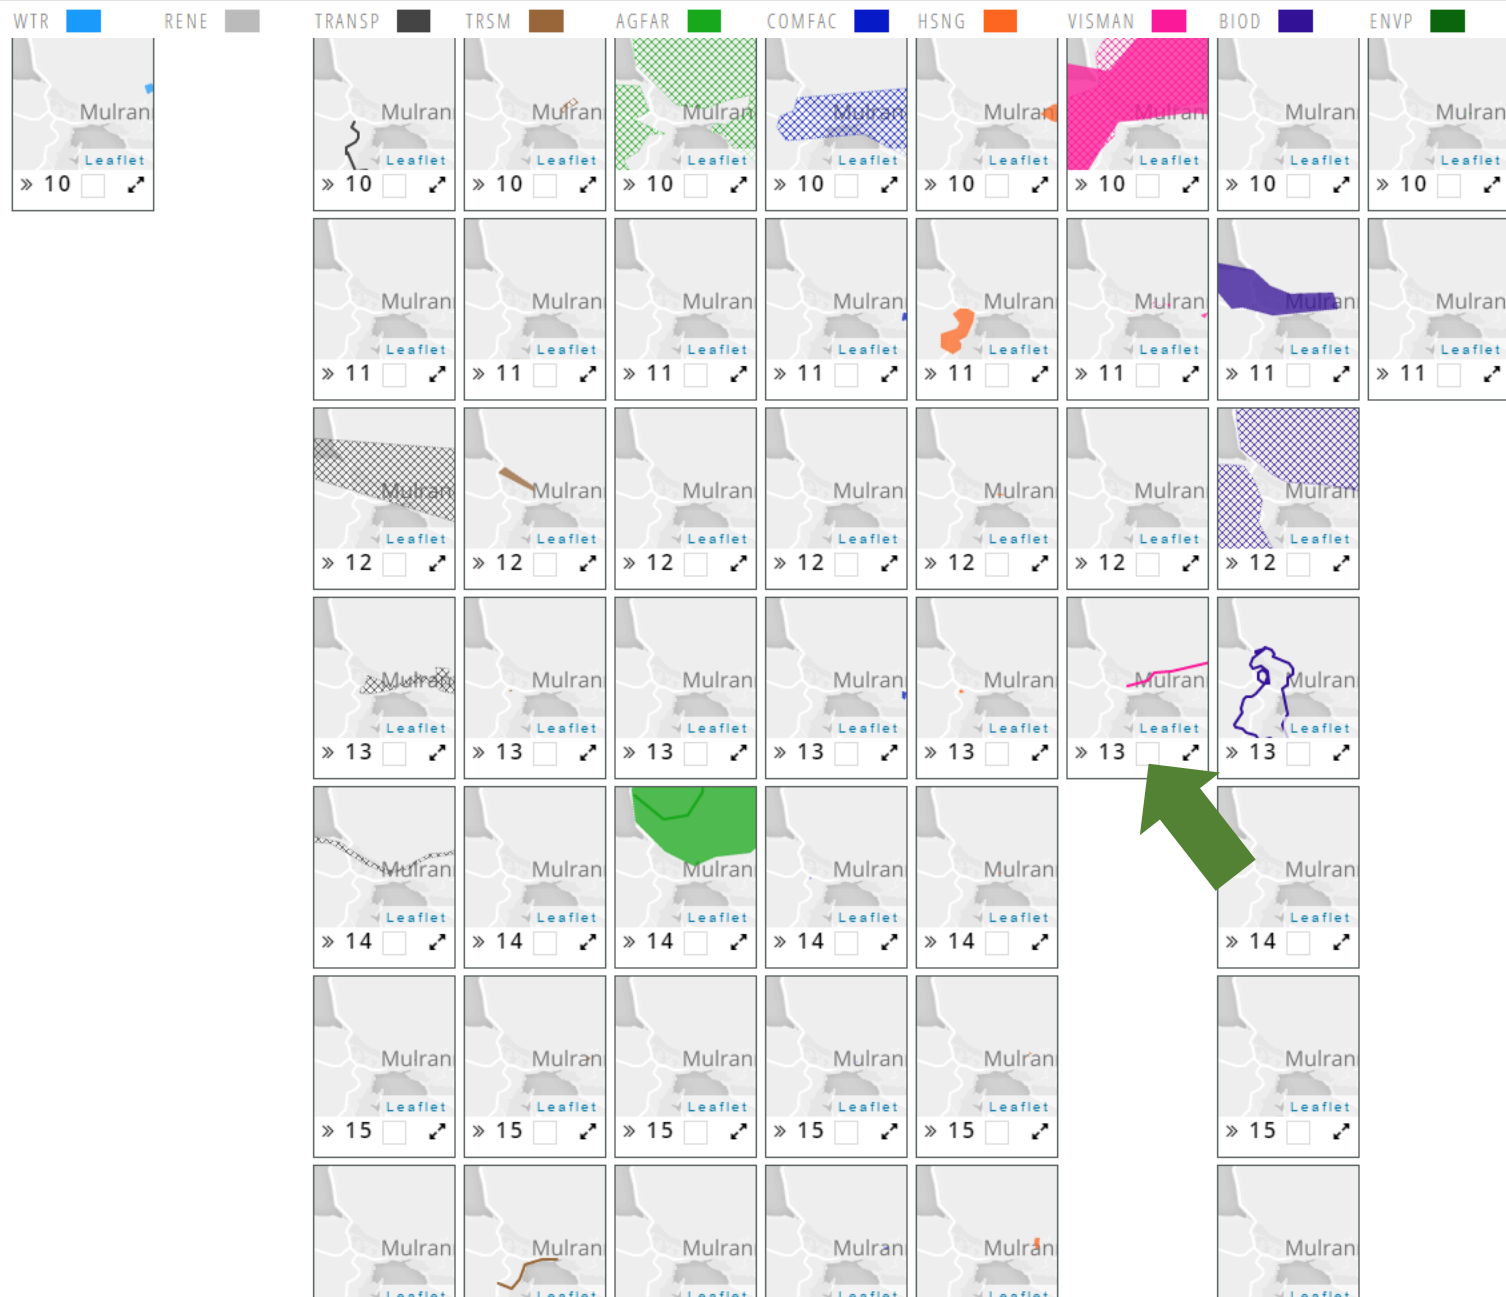 WTR RENE TRANSP TRSM AGFAR COMFAC HSNG VISMAN BIOD ENVP
Mulran Mulran Mulran Mulran Mulran Mulran Mulran Mulran Mulran
Leaflet Leaflet Leaflet Leaflet Leaflet Leaflet Leaflet Leaflet Leaflet
» 10 » 10 » 10 » 10 » 10 » 10 » 10 » 10 » 10
Mulran Mulran Mulran Mulran Mulran Mulran Mulran Mulran
Leaflet Leaflet Leaflet Leaflet Leaflet Leaflet Leaflet Leaflet
» 11 » 11 » 11 » 11 » 11 » 11 » 11 » 11
Mulran Mulran Mulran Mulran Mulran Mulran Mulran
Leaflet Leaflet Leaflet Leaflet Leaflet Leaflet Leaflet
» 12 » 12 » 12 » 12 » 12 » 12 » 12
Mulran Mulran Mulran Mulran Mulran Mulran Mulran
Leaflet Leaflet Leaflet Leaflet Leaflet Leaflet Leaflet
» 13 » 13 » 13 » 13 » 13 » 13 » 13
Mulran Mulran Mulran Mulran Mulran Mulran
Leaflet Leaflet Leaflet Leaflet Leaflet Leaflet
» 14 » 14 » 14 » 14 » 14 » 14
Mulran Mulran Mulran Mulran Mulran Mulran
Leaflet Leaflet Leaflet Leaflet Leaflet Leaflet
» 15 » 15 » 15 » 15 » 15 » 15
Mulran Mulran Mulran Mulran Mulran Mulran
Leaflet Leaflet Leaflet Leaflet Leaflet Leaflet